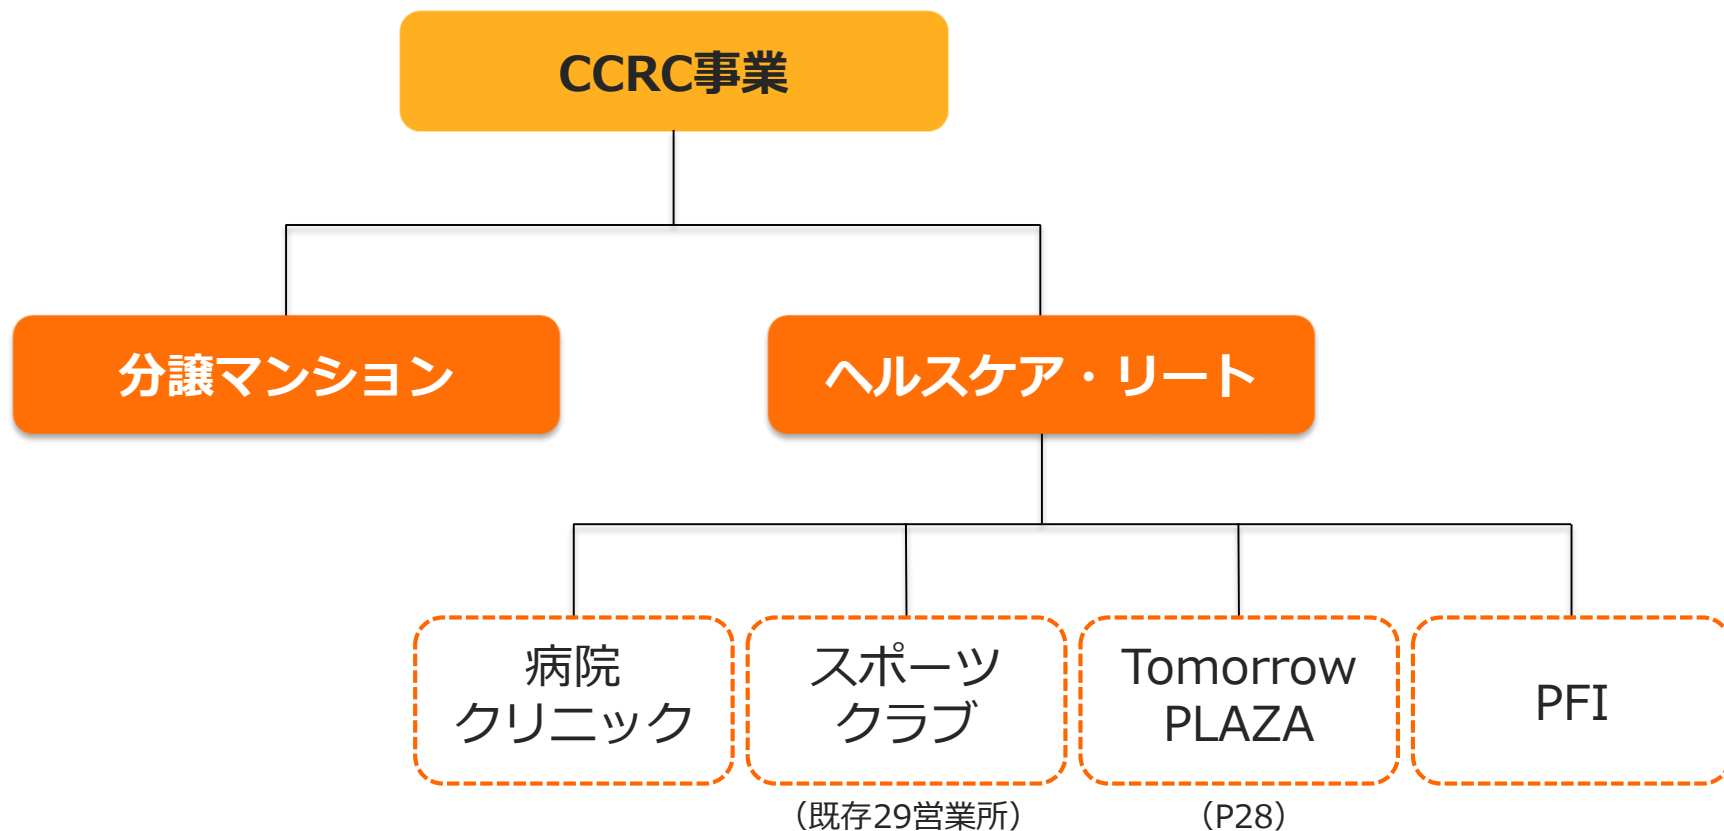 CCRC事業
分譲マンション
ヘルスケア・リート
病院
クリニック
スポーツ
クラブ
（既存29営業所）
Tomorrow
PLAZA
（P28）
PFI